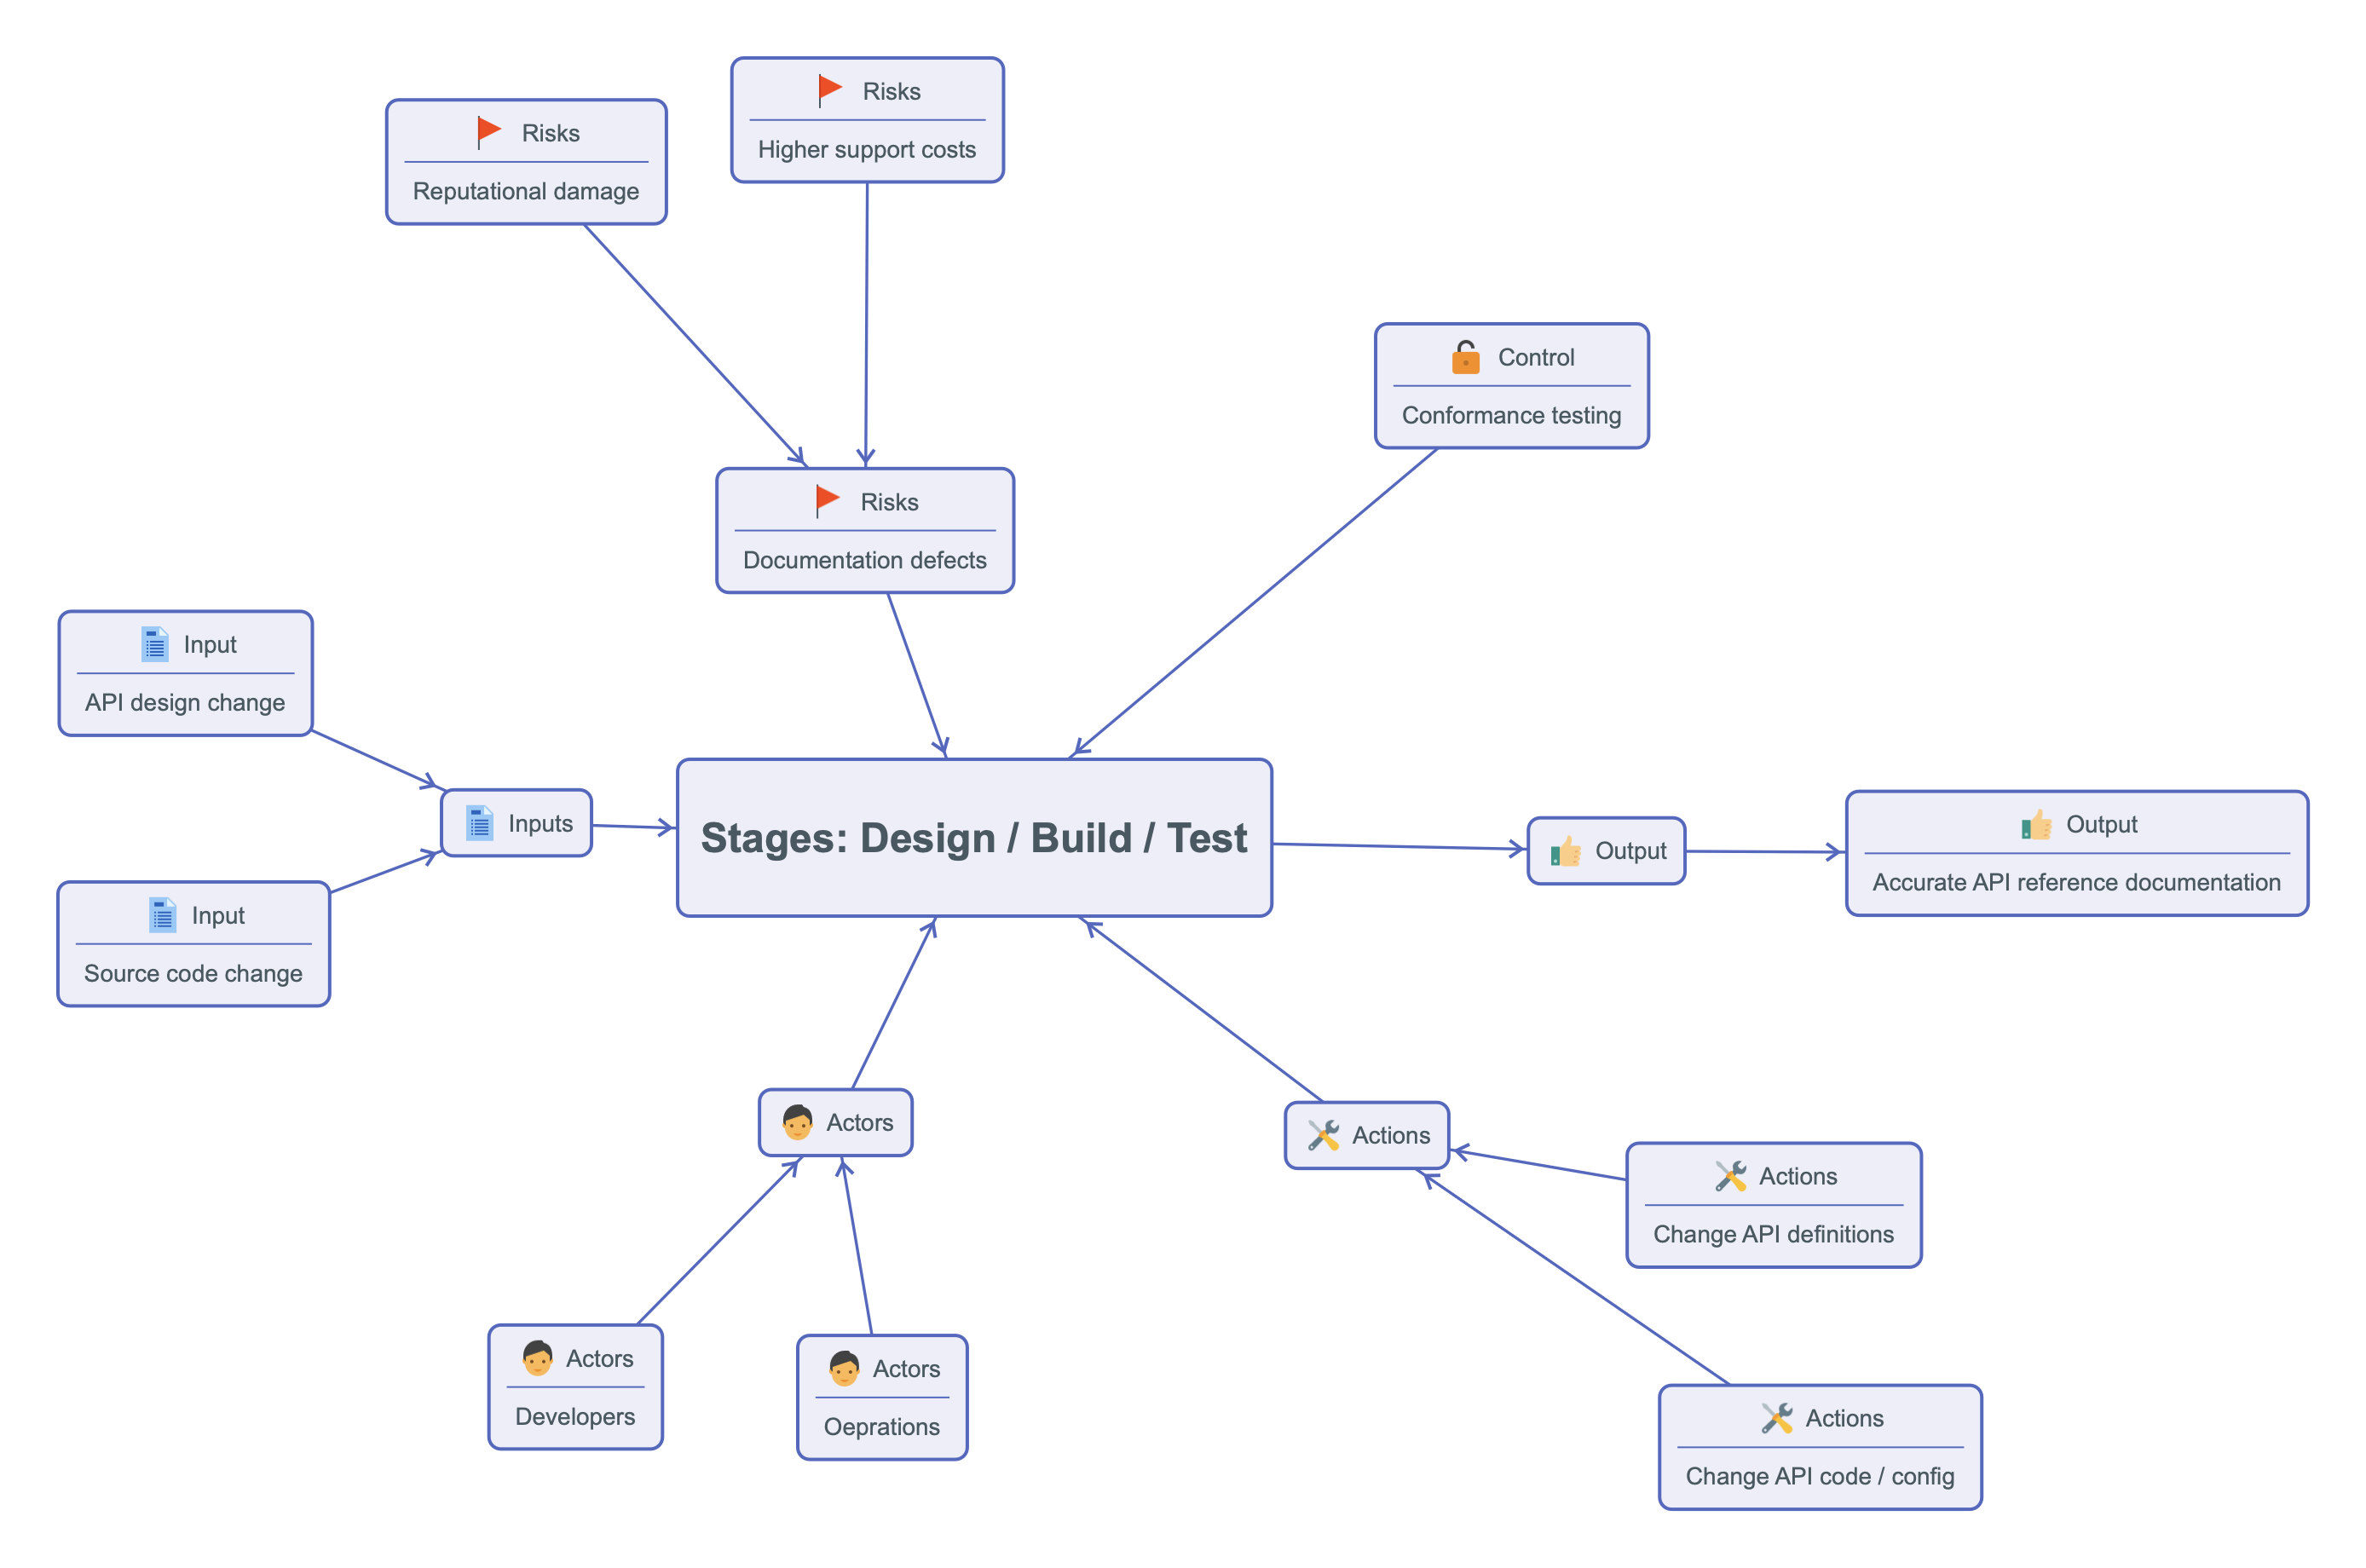 Risks
Higher support costs
Risks
Reputational damage
Control
Conformance testing
Risks
Documentation defects
Input
API design change
Inputs
Stages: Design / Build / Test
Output
Output
Accurate API reference documentation
Input
Source code change
Actors
Actions
Actions
Change API definitions
Actors
Developers
Actors
Oeprations
Actions
Change API code / config